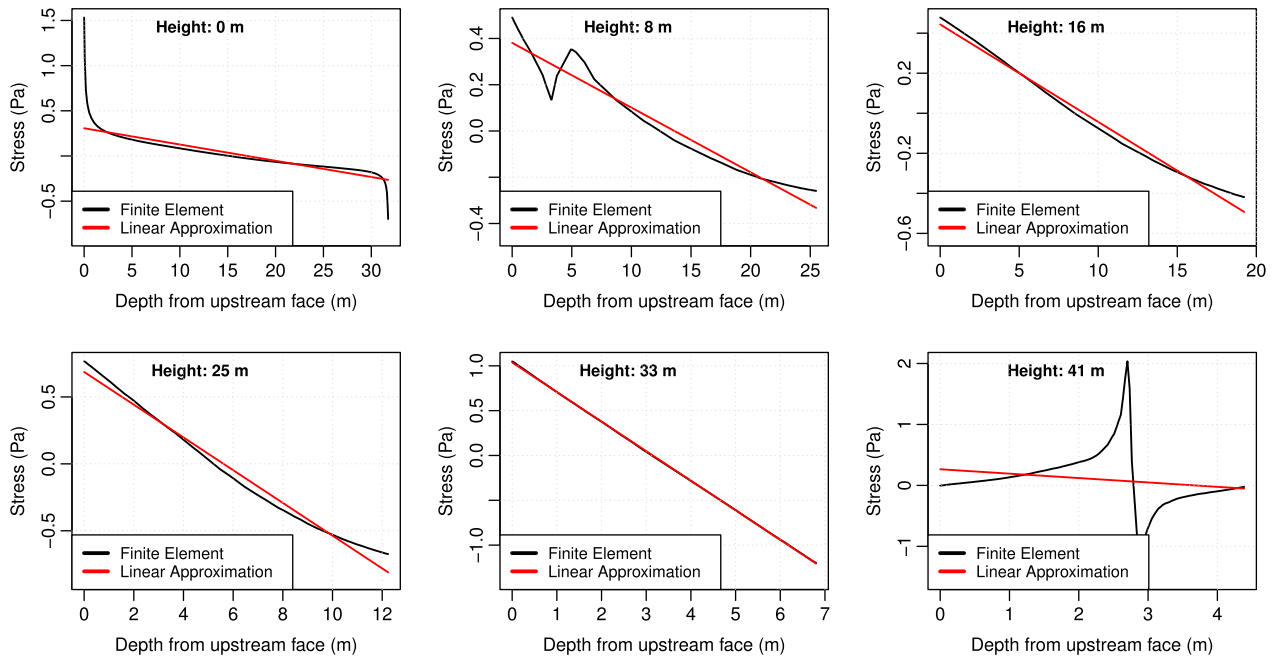 Height: 0 m
Stress (Pa)
1.5
1.0
0.5
−0.5
Finite Element
Linear Approximation
0 5 10 15 20 25 30
Depth from upstream face (m)
Height: 8 m
Stress (Pa)
0.4
0.2
0.0
−0.4
Finite Element
Linear Approximation
0 5 10 15 20 25
Depth from upstream face (m)
Height: 16 m
Stress (Pa)
0.2
−0.2
−0.6
Finite Element
Linear Approximation
0 5 10 15 20
Depth from upstream face (m)
Height: 25 m
Stress (Pa)
0.5
0.0
−0.5
Finite Element
Linear Approximation
0 2 4 6 8 10 12
Depth from upstream face (m)
Height: 33 m
Stress (Pa)
1.0
0.5
0.0
−1.0
Finite Element
Linear Approximation
0 1 2 3 4 5 6 7
Depth from upstream face (m)
Height: 41 m
Stress (Pa)
2
1
0
−1
Finite Element
Linear Approximation
0 1 2 3 4
Depth from upstream face (m)